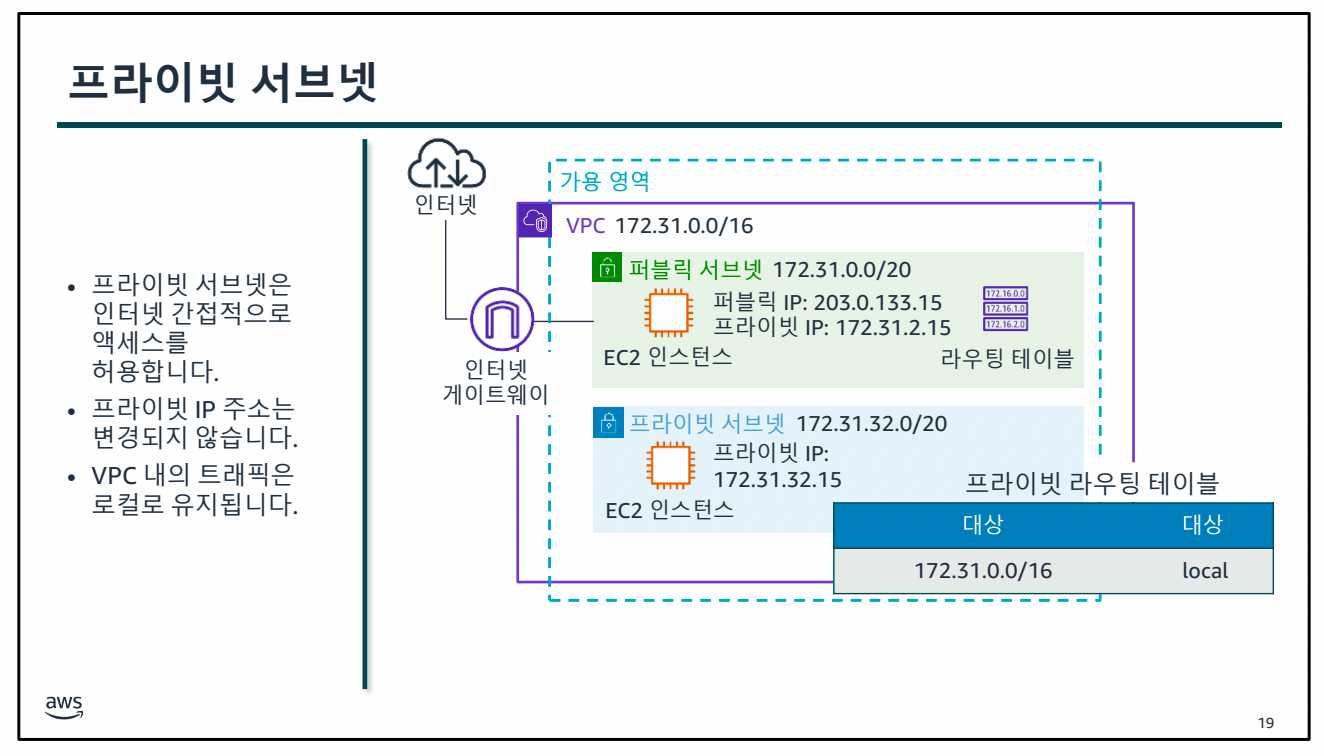 프라이빗 서브넷
• 프라이빗 서브넷은
인터넷 간접적으로
액세스를
허용합니다.
• 프라이빗 IP 주소는
변경되지 않습니다.
• VPC 내의 트래픽은
로컬로 유지됩니다.
인터넷
가용 영역
VPC 172.31.0.0/16
퍼블릭 서브넷 172.31.0.0/20
퍼블릭 IP: 203.0.133.15
프라이빗 IP: 172.31.2.15
172.16.0.0
172.16.1.0
172.16.2.0
EC2 인스턴스
라우팅 테이블
인터넷
게이트웨이
프라이빗 서브넷 172.31.32.0/20
프라이빗 IP:
172.31.32.15
EC2 인스턴스
프라이빗 라우팅 테이블
대상 대상
172.31.0.0/16 local
aws
19